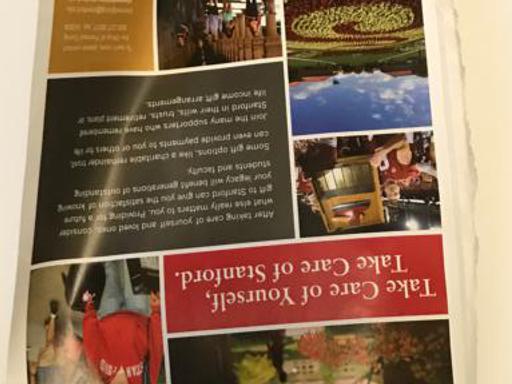 Take Care of Yourself,
Take Care of Stanford.
After taking care of yourself and loved ones, consider
what else really matters to you. Providing for a future
gift to Stanford can give you the satisfaction of knowing
your legacy will benefit generations of outstanding
students and faculty.
Some gift options, like a charitable remainder trust,
can even provide payments to you or others for life.
Join the many supporters who have remembered
Stanford in their wills, trusts, retirement plans, or
life income gift arrangements.